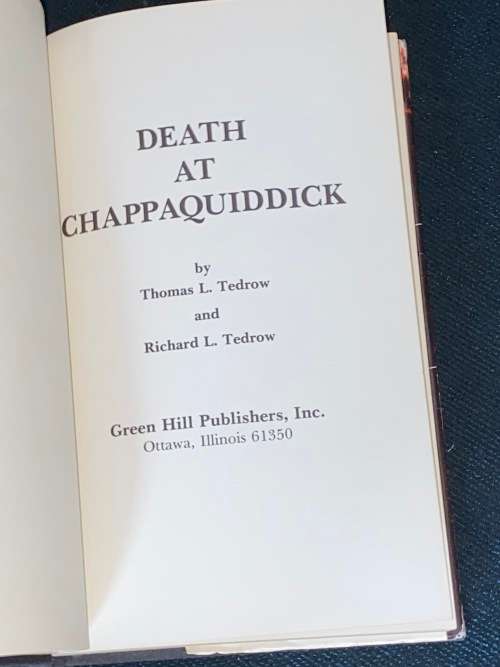 DEATH
AT
CHAPPAQUIDDICK
by
Thomas L. Tedrow
and
Richard L. Tedrow
Green Hill Publishers, Inc.
Ottawa, Illinois 61350